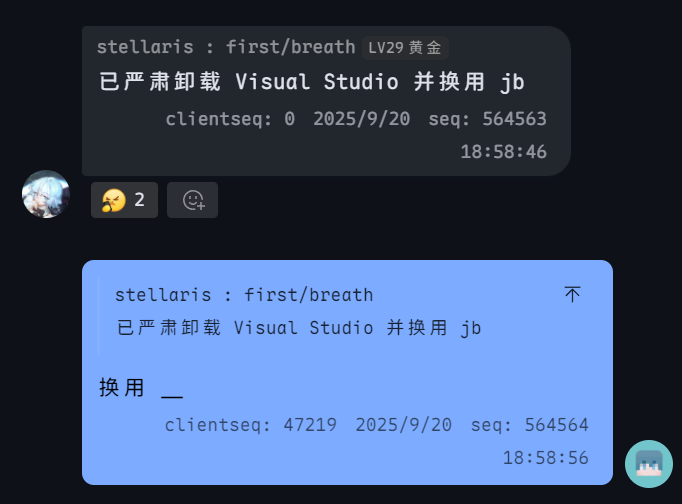 stellaris : first/breath LV29 黄金
已严肃卸载 Visual Studio 并换用 jb
clientseq: 0 2025/9/20 seq: 564563
18:58:46
2
stellaris : first/breath
已严肃卸载 Visual Studio 并换用 jb
换用 __
clientseq: 47219 2025/9/20 seq: 564564
18:58:56